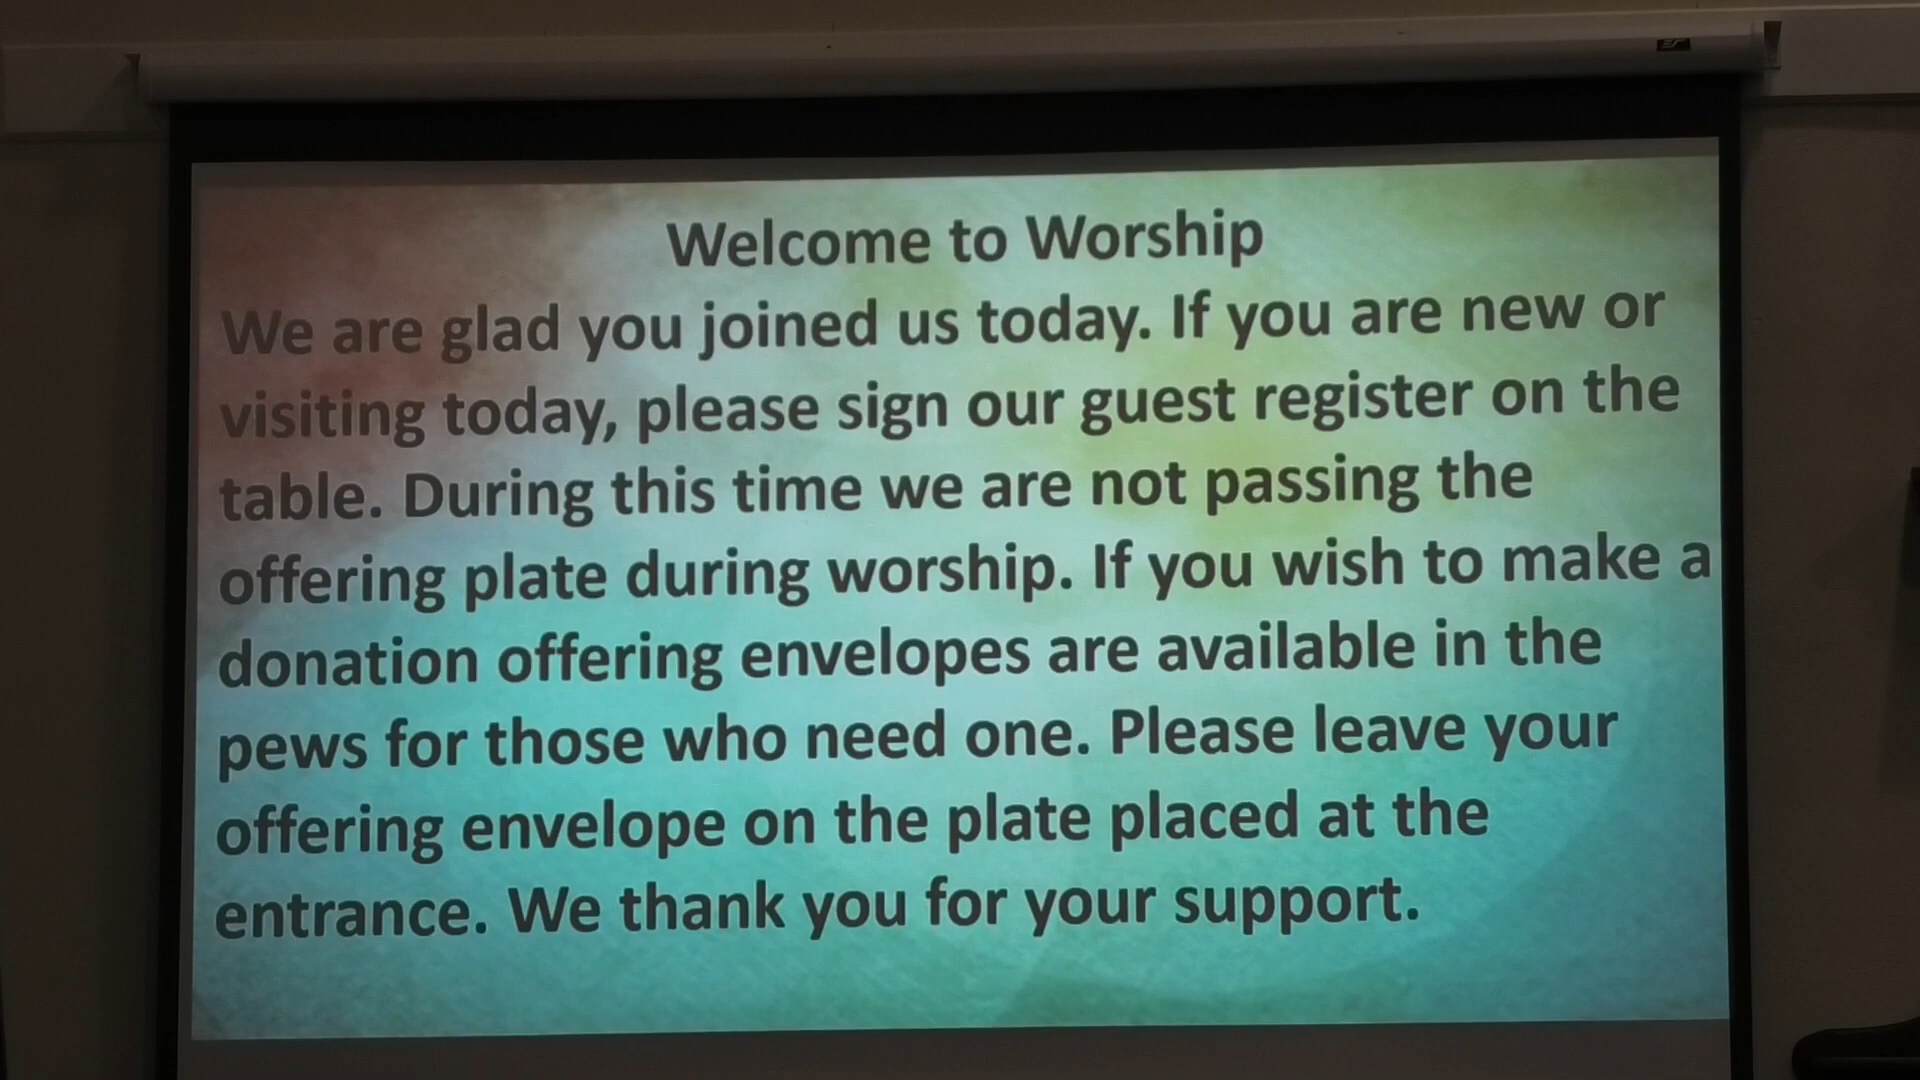 Welcome to Worship
We are glad you joined us today. If you are new or
visiting today, please sign our guest register on the
table. During this time we are not passing the
offering plate during worship. If you wish to make a
donation offering envelopes are available in the
pews for those who need one. Please leave your
offering envelope on the plate placed at the
entrance. We thank you for your support.